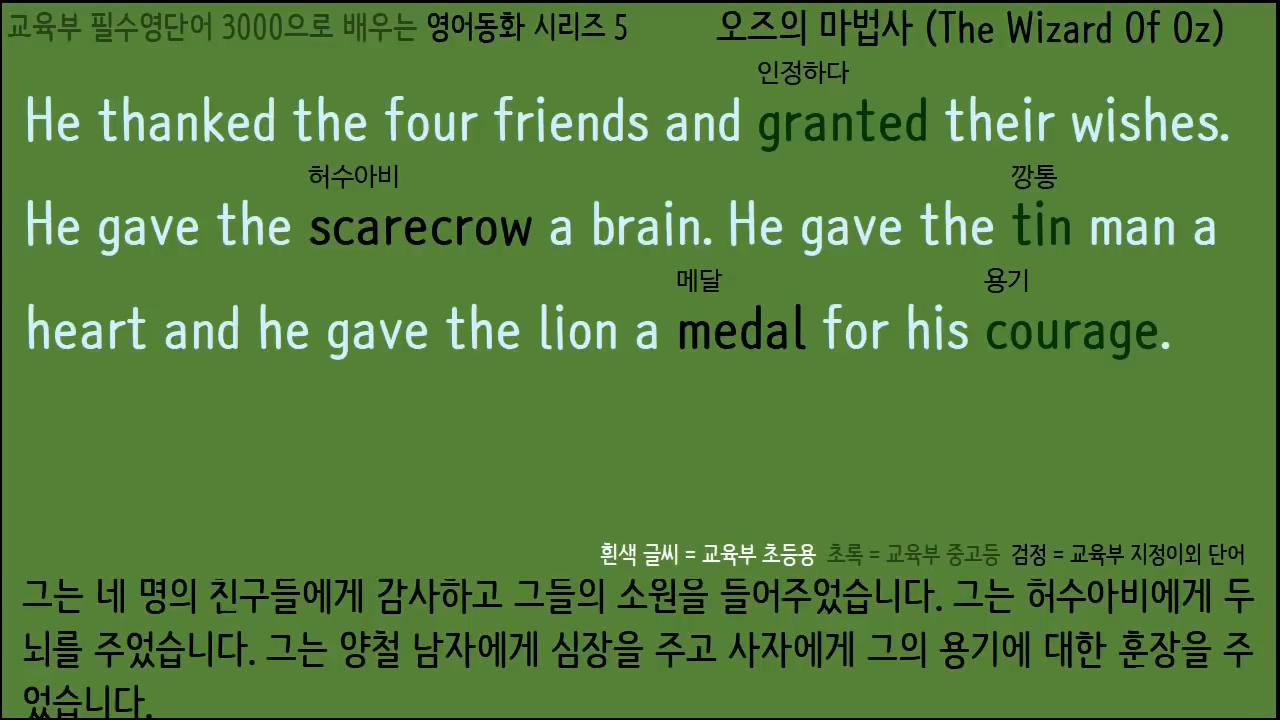 교육부 필수영단어 3000으로 배우는 영어동화 시리즈 5 오즈의 마법사 (The Wizard Of Oz)
인정하다
He thanked the four friends and granted their wishes.
허수아비 깡통
He gave the scarecrow a brain. He gave the tin man a
메달 용기
heart and he gave the lion a medal for his courage.
흰색 글씨 = 교육부 초등용 초록 = 교육부 중고등 검정 = 교육부 지정이외 단어
그는 네 명의 친구들에게 감사하고 그들의 소원을 들어주었습니다. 그는 허수아비에게 두
뇌를 주었습니다. 그는 양철 남자에게 심장을 주고 사자에게 그의 용기에 대한 훈장을 주
었습니다.